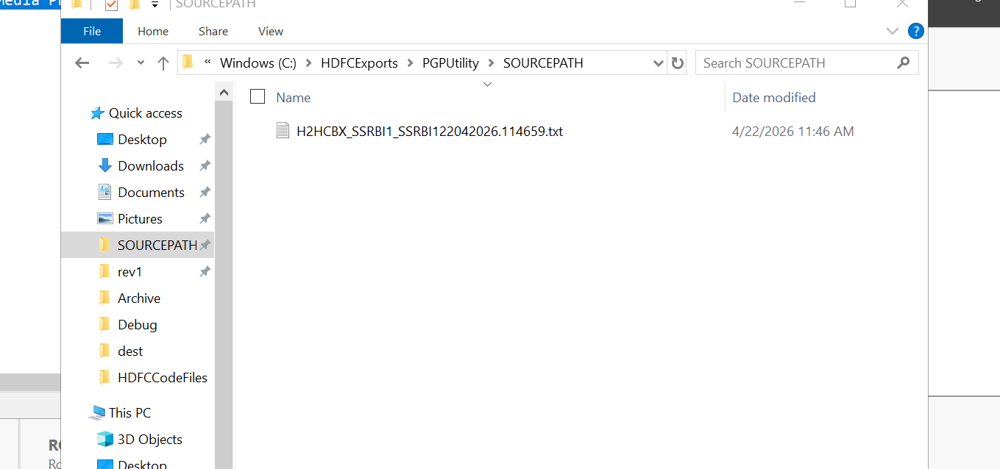 SOURCEPATH
File Home Share View
« Windows (C:) > HDFCExports > PGPUtility > SOURCEPATH
Search SOURCEPATH
Name Date modified
H2HCBX_SSRBI1_SSRBI122042026.114659.txt 4/22/2026 11:46 AM
Quick access
Desktop
Downloads
Documents
Pictures
SOURCEPATH
rev1
Archive
Debug
dest
HDFCCodeFiles
This PC
3D Objects
Desktop